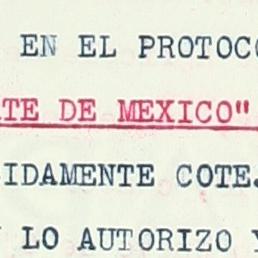 EN EL PROTOCO
TE DE MEXICO"
IDAMENTE COTE.
LO AUTORIZO Y